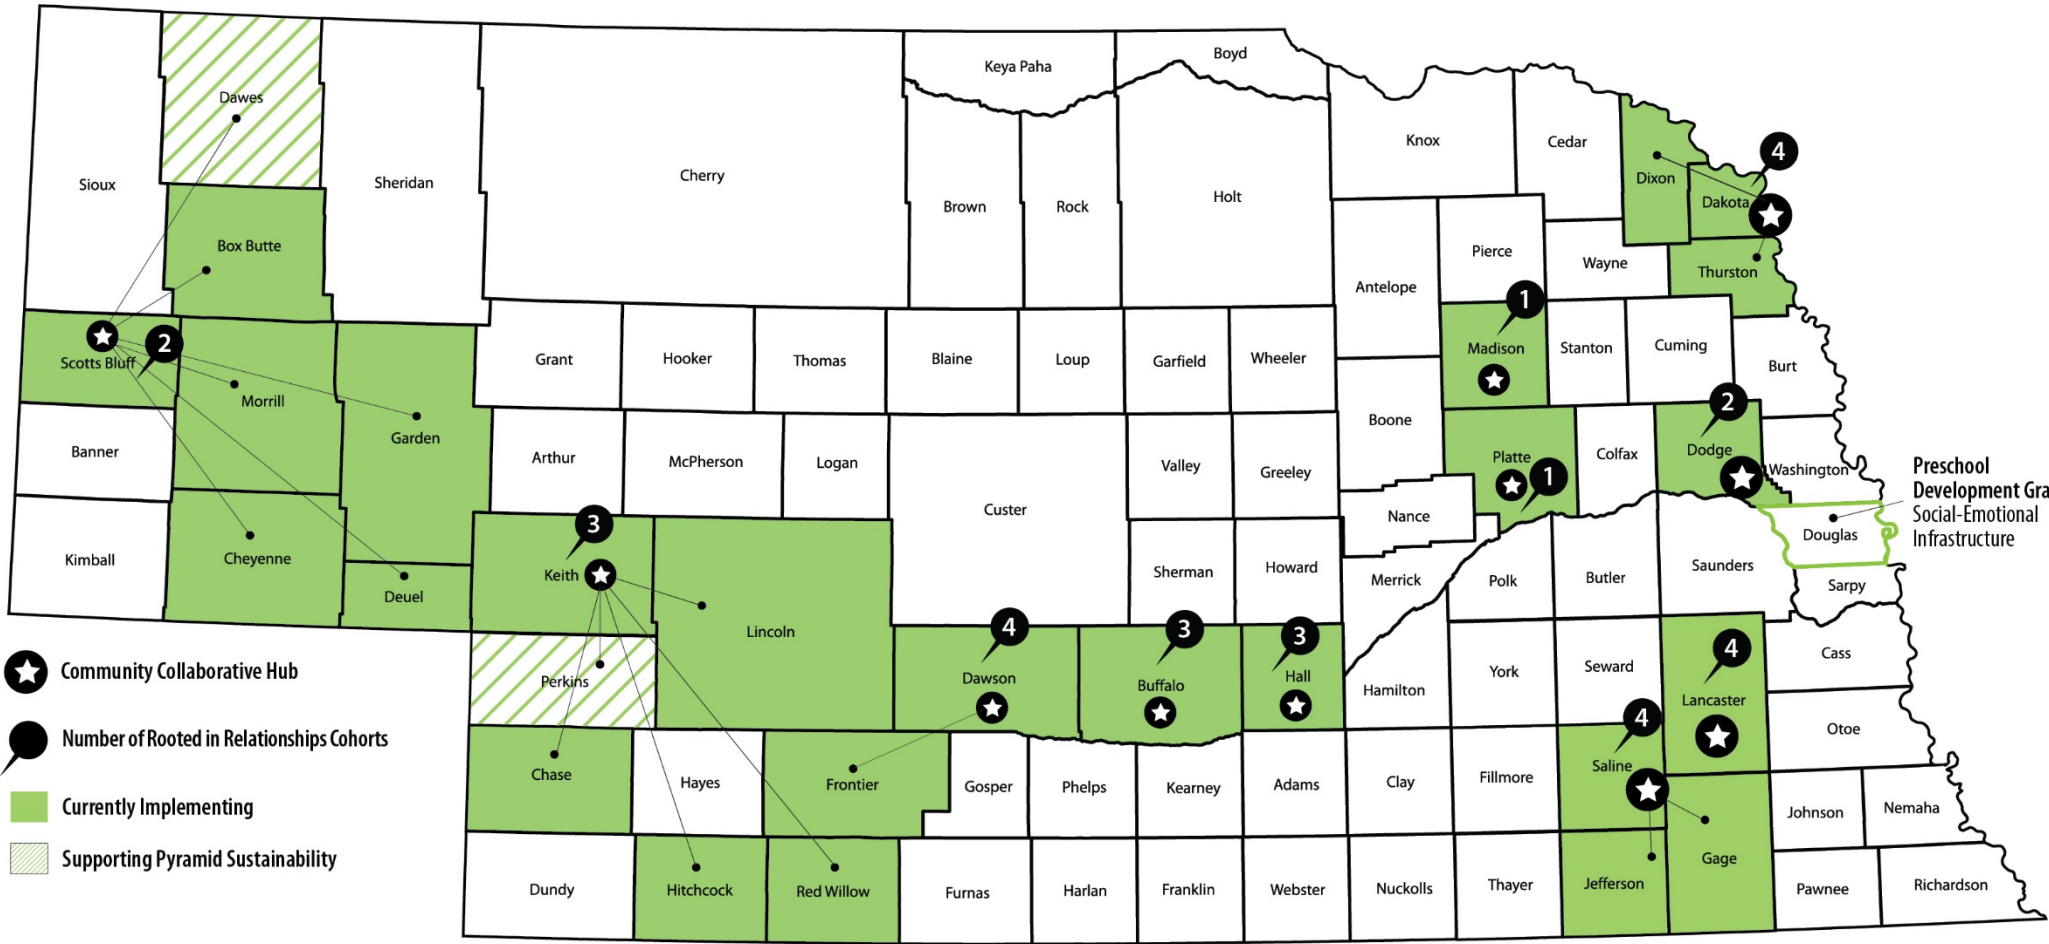 Boyd
Keya Paha
Dawes
Knox
Cedar
4
Sioux
Sheridan
Cherry
Brown
Rock
Holt
Dixon
Dakota
Box Butte
Pierce
Wayne
Thurston
Antelope
1
2
Scotts Bluff
Grant
Hooker
Thomas
Blaine
Loup
Garfield
Wheeler
Madison
Stanton
Cuming
Burt
Morrill
Garden
2
Boone
Banner
Arthur
McPherson
Logan
Valley
Greeley
Platte
1
Colfax
Dodge
Washington
Preschool
Development Gra
Social-Emotional
Infrastructure
Custer
Nance
Douglas
3
Kimball
Cheyenne
Deuel
Keith
Lincoln
Sherman
Howard
Merrick
Polk
Butler
Saunders
Sarpy
4
3
3
4
Perkins
Dawson
Buffalo
Hall
Hamilton
York
Seward
Lancaster
Cass
4
Otoe
Chase
Hayes
Frontier
Gosper
Phelps
Kearney
Adams
Clay
Fillmore
Saline
Johnson
Nemaha
Dundy
Hitchcock
Red Willow
Furnas
Harlan
Franklin
Webster
Nuckolls
Thayer
Jefferson
Gage
Pawnee
Richardson
Community Collaborative Hub
Number of Rooted in Relationships Cohorts
Currently Implementing
Supporting Pyramid Sustainability